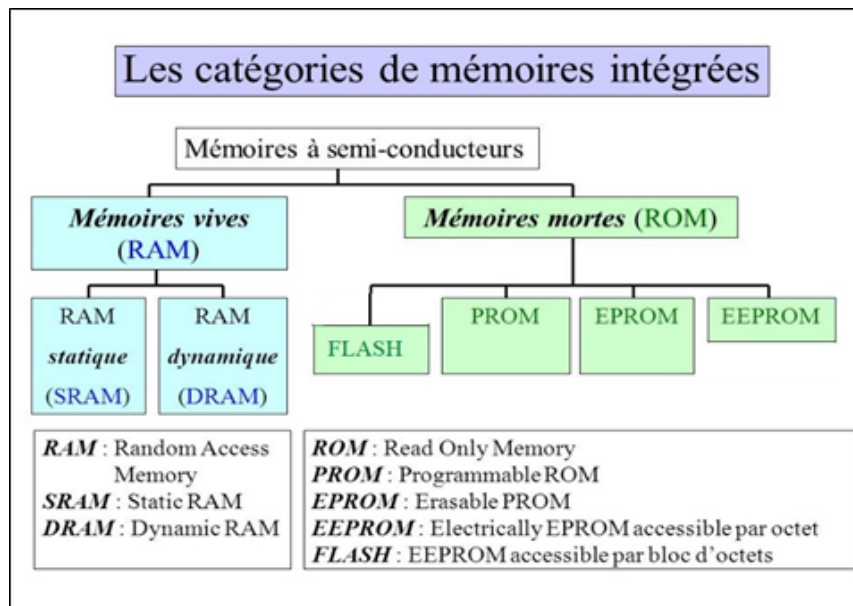 Les catégories de mémoires intégrées
Mémoires à semi-conducteurs
Mémoires vives
(RAM)
Mémoires mortes (ROM)
RAM
statique
(SRAM)
RAM
dynamique
(DRAM)
FLASH
PROM
EPROM
EEPROM
RAM : Random Access
Memory
SRAM : Static RAM
DRAM : Dynamic RAM
ROM : Read Only Memory
PROM : Programmable ROM
EPROM : Erasable PROM
EEPROM : Electrically EPROM accessible par octet
FLASH : EEPROM accessible par bloc d'octets